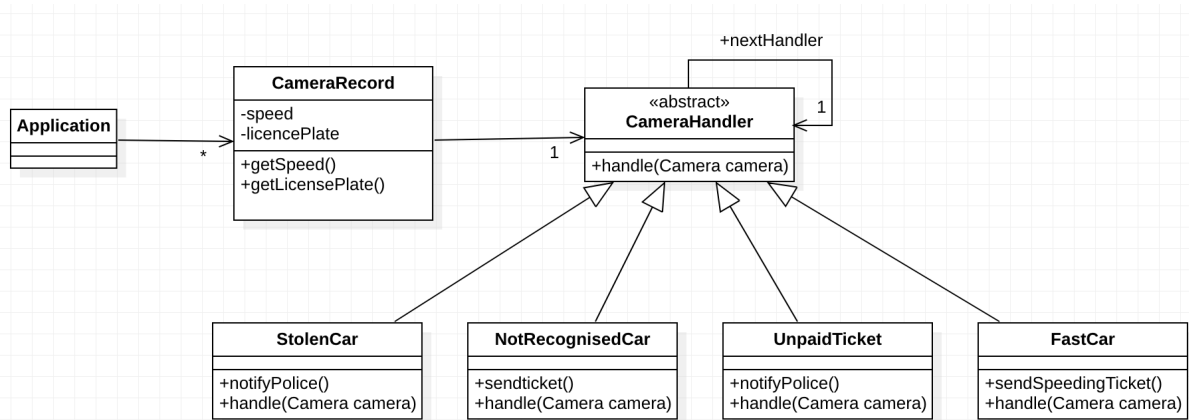 +nextHandler
1
Application
*
CameraRecord
-speed
-licencePlate
+getSpeed()
+getLicensePlate()
1
«abstract»
CameraHandler
+handle(Camera camera)
StolenCar
+notifyPolice()
+handle(Camera camera)
NotRecognisedCar
+sendticket()
+handle(Camera camera)
UnpaidTicket
+notifyPolice()
+handle(Camera camera)
FastCar
+sendSpeedingTicket()
+handle(Camera camera)